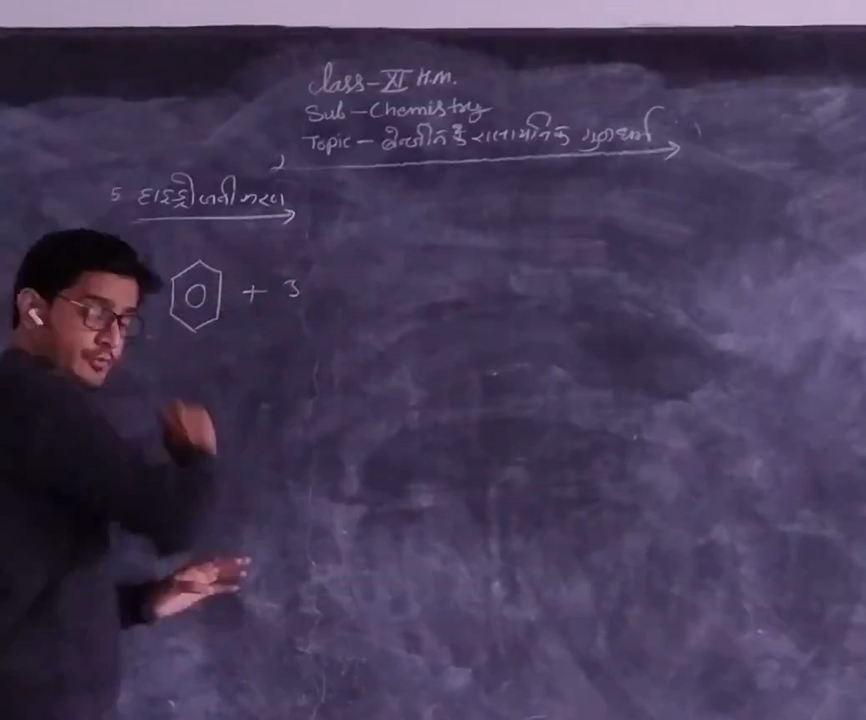 Class-XI H.M.
Sub-Chemistry
Topic - बेन्जीन के रासायनिक गुणधर्म
5 हाइड्रोजनीकरण
+ 3